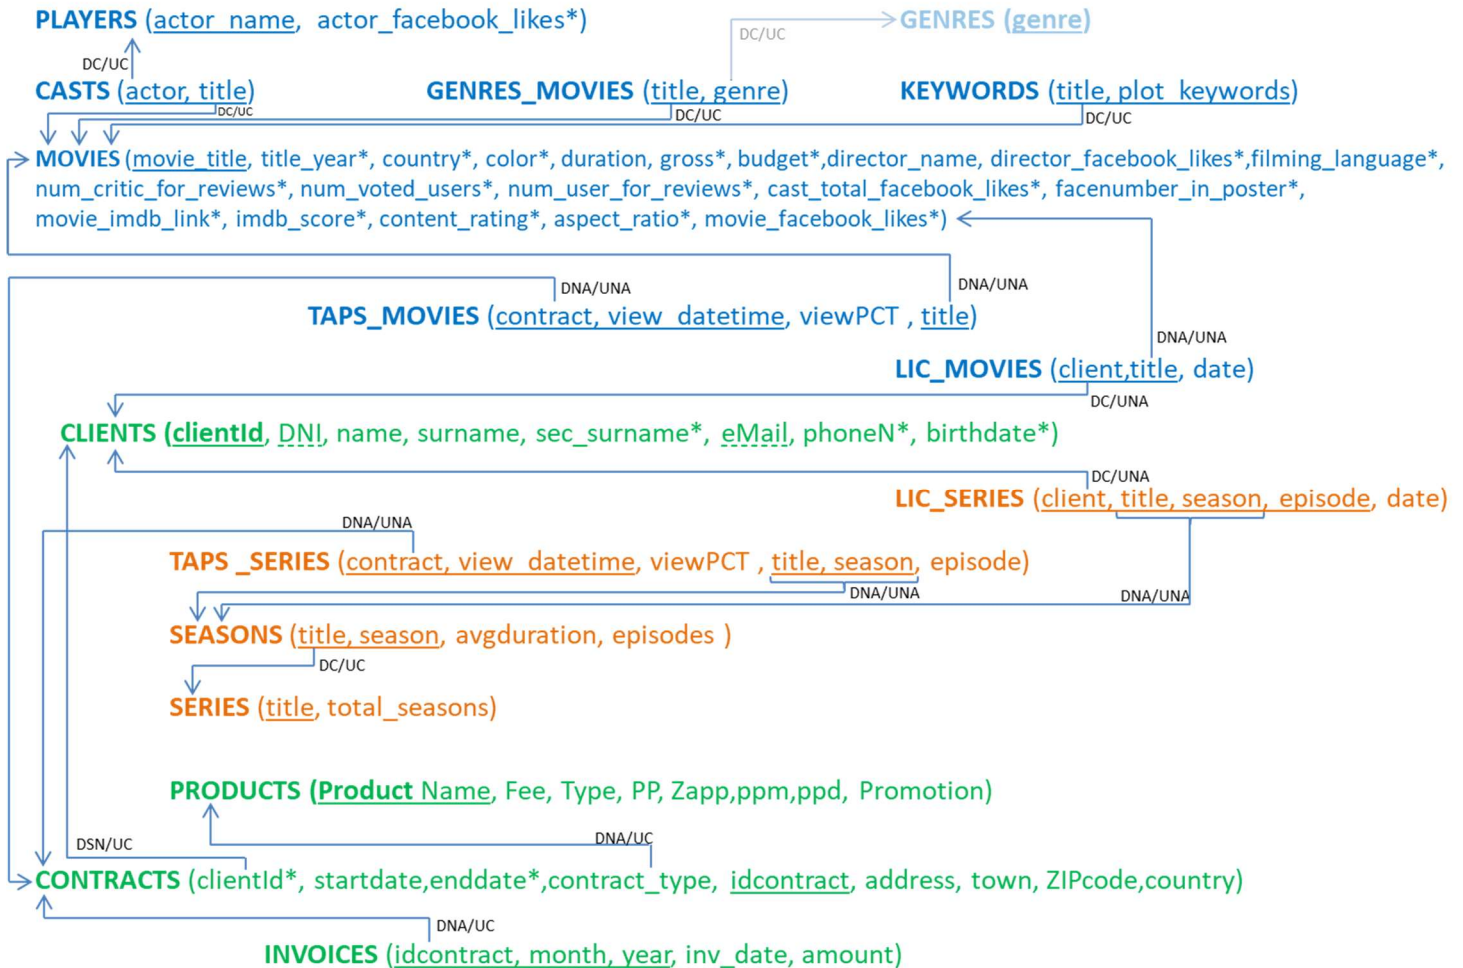 PLAYERS (actor_name, actor_facebook_likes*)
GENRES (genre)
DC/UC
DC/UC
CASTS (actor, title)
GENRES_MOVIES (title, genre)
KEYWORDS (title, plot_keywords)
DC/UC
DC/UC
DC/UC
MOVIES (movie_title, title_year*, country*, color*, duration, gross*, budget*,director_name, director_facebook_likes*,filming_language*,
num_critic_for_reviews*, num_voted_users*, num_user_for_reviews*, cast_total_facebook_likes*, facenumber_in_poster*,
movie_imdb_link*, imdb_score*, content_rating*, aspect_ratio*, movie_facebook_likes*)
DNA/UNA
DNA/UNA
TAPS_MOVIES (contract, view_datetime, viewPCT , title)
DNA/UNA
LIC_MOVIES (client,title, date)
DC/UNA
CLIENTS (clientId, DNI, name, surname, sec_surname*, eMail, phoneN*, birthdate*)
DC/UNA
LIC_SERIES (client, title, season, episode, date)
DNA/UNA
TAPS _SERIES (contract, view_datetime, viewPCT , title, season, episode)
DNA/UNA
DNA/UNA
SEASONS (title, season, avgduration, episodes )
DC/UC
SERIES (title, total_seasons)
PRODUCTS (Product Name, Fee, Type, PP, Zapp,ppm,ppd, Promotion)
DSN/UC
DNA/UC
CONTRACTS (clientId*, startdate,enddate*,contract_type, idcontract, address, town, ZIPcode,country)
DNA/UC
INVOICES (idcontract, month, year, inv_date, amount)